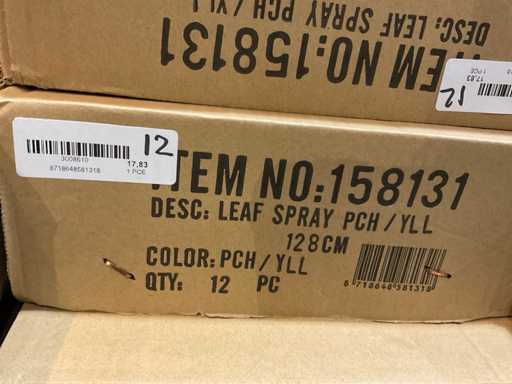 DESC: LEAF SPRAY PCH / YLL
ITEM NO:158131
17,83
1 PCE
12
12
3008610
8718648581318
17,83
1 PCE
ITEM NO:158131
DESC: LEAF SPRAY PCH / YLL
128CM
COLOR: PCH / YLL
QTY: 12 PC